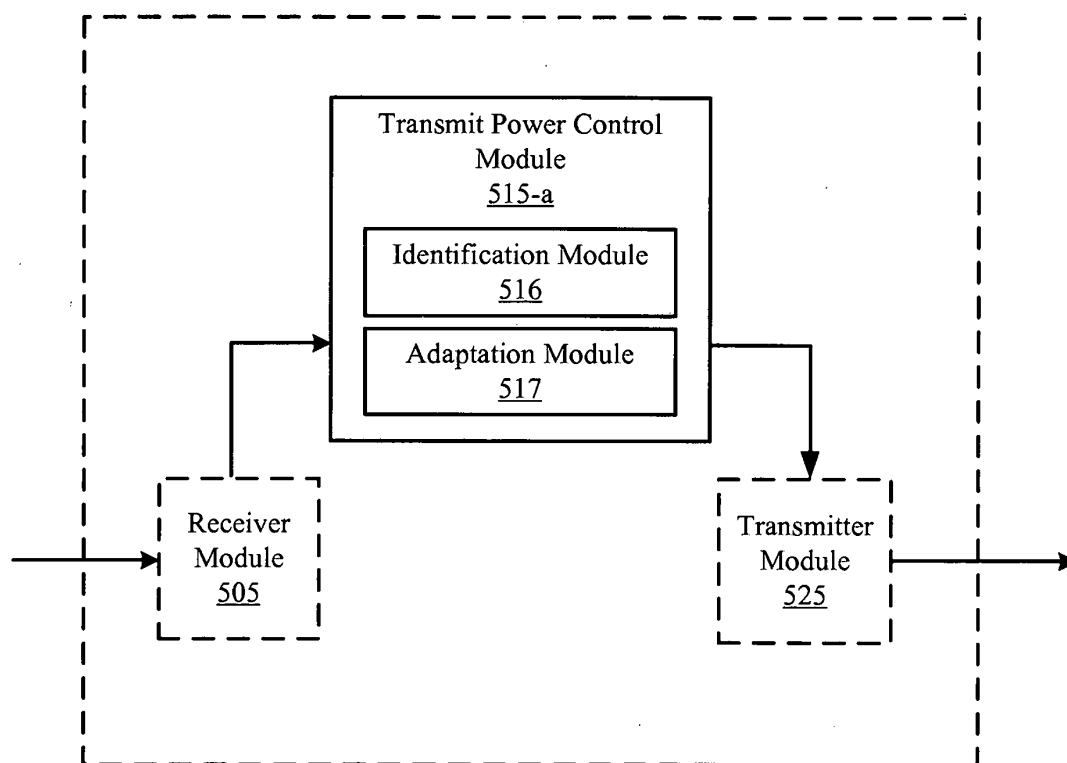 Transmit Power Control
Module
515-a
Identification Module
516
Adaptation Module
517
Receiver
Module
505
Transmitter
Module
525